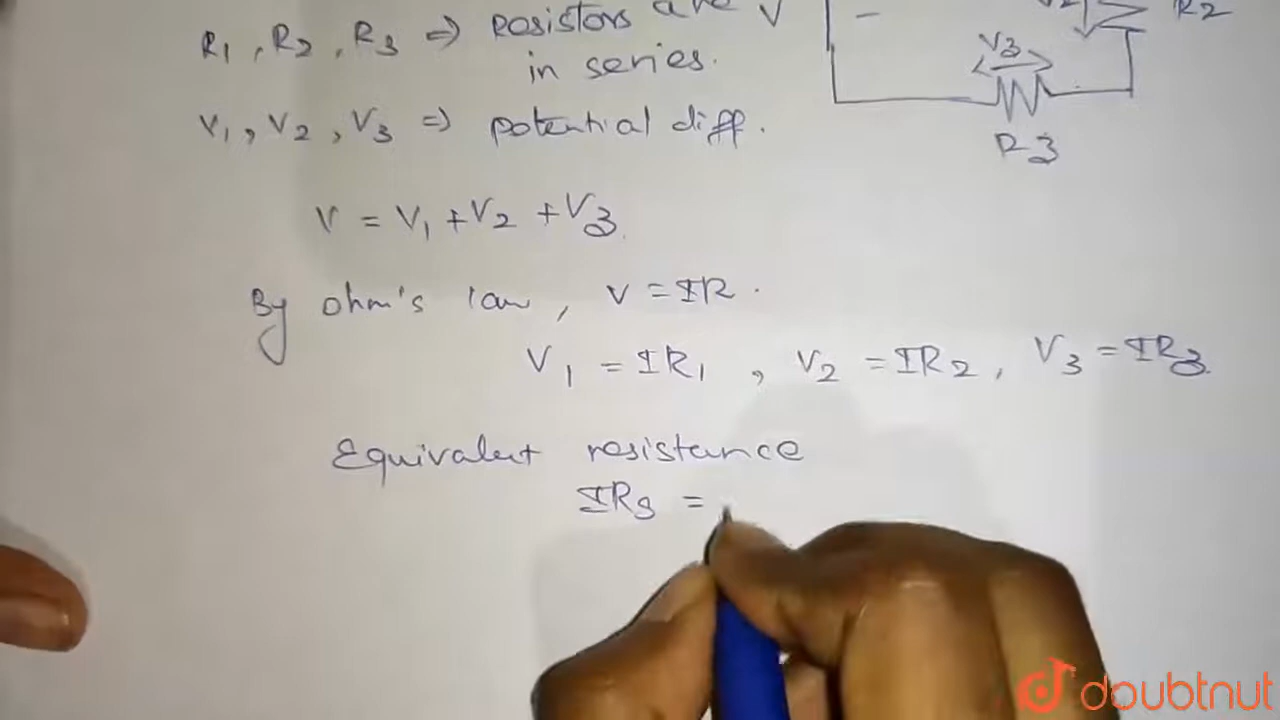 R1, R2, R3 ⇒ resistors are
in series.
V1, V2, V3 ⇒ potential diff.
V
-
V2
R2
V3
R3
V = V1 + V2 + V3
By ohm's law, V = IR.
V1 = IR1, V2 = IR2, V3 = IR3.
Equivalent resistance
IRs =
doubtnut